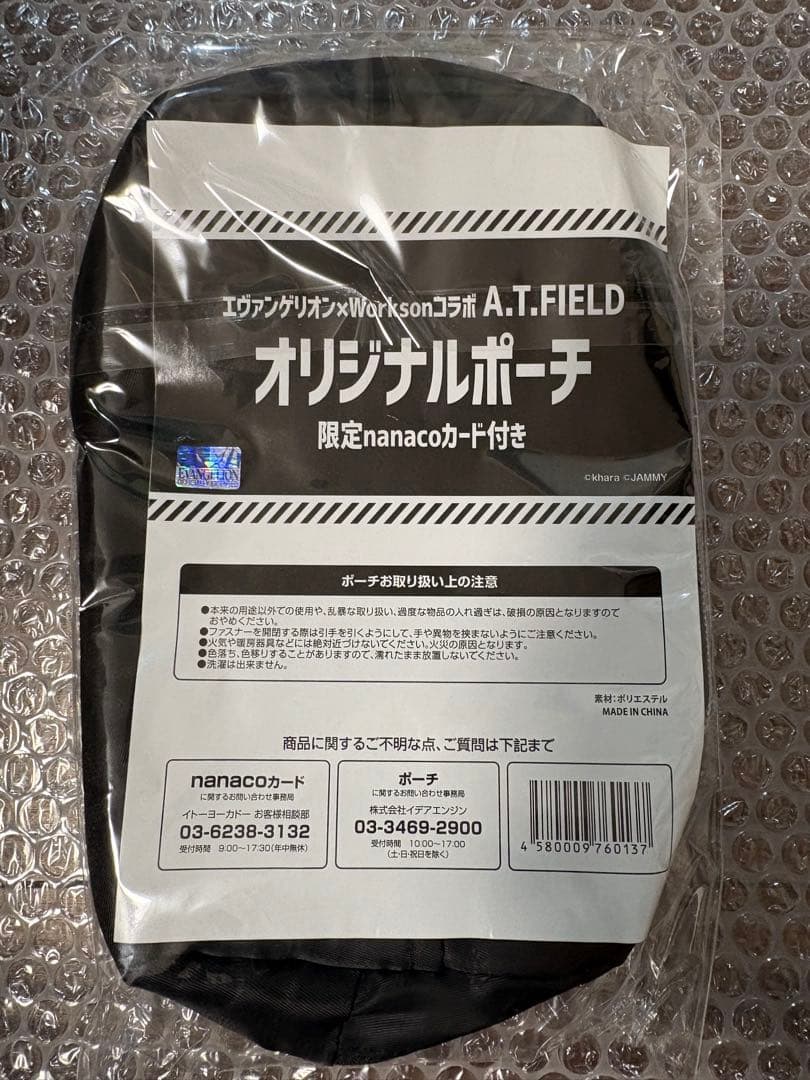 エヴァンゲリオン×Worksonコラボ A.T.FIELD
オリジナルポーチ
限定nanacoカード付き
EVANGELION
©khara ©JAMMY
ポーチお取り扱い上の注意
●本来の用途以外での使用や、乱暴な取り扱い、過度な物品の入れ過ぎは、破損の原因となりますので
おやめください。
●ファスナーを開閉する際は引手を引くようにして、手や異物を挟まないようにご注意ください。
●火気や暖房器具などには絶対近づけないでください。火災の原因となります。
●色落ち、色移りすることがありますので、濡れたまま放置しないでください。
●洗濯は出来ません。
素材：ポリエステル
MADE IN CHINA
商品に関するご不明な点、ご質問は下記まで
nanacoカード
に関するお問い合わせ事務局
イトーヨーカドー お客様相談部
03-6238-3132
受付時間 9:00〜17:30(年中無休)
ポーチ
に関するお問い合わせ事務局
株式会社イデアエンジン
03-3469-2900
受付時間 10:00〜17:00
(土・日・祝日を除く)
4 580009 760137